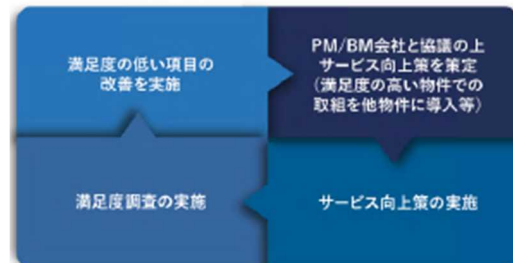 満足度の低い項目の
改善を実施
PM/BM会社と協議の上
サービス向上策を策定
(満足度の高い物件での
取組を他物件に導入等)
満足度調査の実施
サービス向上策の実施